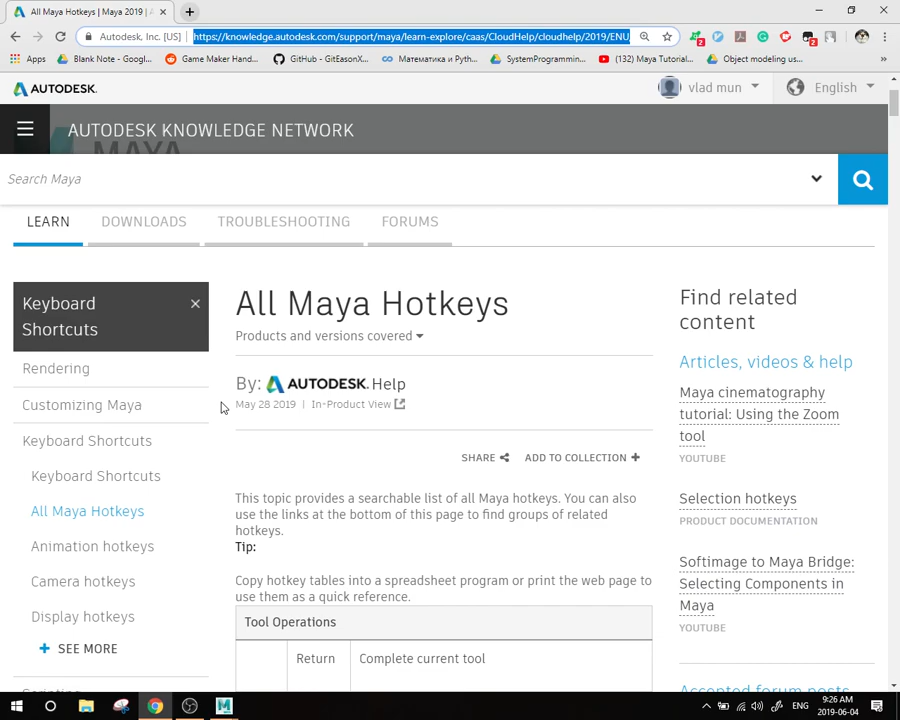 All Maya Hotkeys | Maya 2019 | A
Autodesk, Inc. [US]
https://knowledge.autodesk.com/support/maya/learn-explore/caas/CloudHelp/cloudhelp/2019/ENU
Apps
Blank Note - Googl...
Game Maker Hand...
GitHub - GitEasonX...
Математика и Pyth...
SystemProgrammin...
(132) Maya Tutorial...
Object modeling us...
»
AUTODESK.
vlad mun
English
AUTODESK KNOWLEDGE NETWORK
MAYA
Search Maya
LEARN
DOWNLOADS
TROUBLESHOOTING
FORUMS
Keyboard
Shortcuts
Rendering
Customizing Maya
Keyboard Shortcuts
Keyboard Shortcuts
All Maya Hotkeys
Animation hotkeys
Camera hotkeys
Display hotkeys
+ SEE MORE
All Maya Hotkeys
Products and versions covered
By: AUTODESK. Help
May 28 2019 | In-Product View
SHARE
ADD TO COLLECTION +
This topic provides a searchable list of all Maya hotkeys. You can also
use the links at the bottom of this page to find groups of related
hotkeys.
Tip:
Copy hotkey tables into a spreadsheet program or print the web page to
use them as a quick reference.
Tool Operations
Return
Complete current tool
Find related
content
Articles, videos & help
Maya cinematography
tutorial: Using the Zoom
tool
YOUTUBE
Selection hotkeys
PRODUCT DOCUMENTATION
Softimage to Maya Bridge:
Selecting Components in
Maya
YOUTUBE
Accepted forum posts
ENG
9:26 AM
2019-06-04